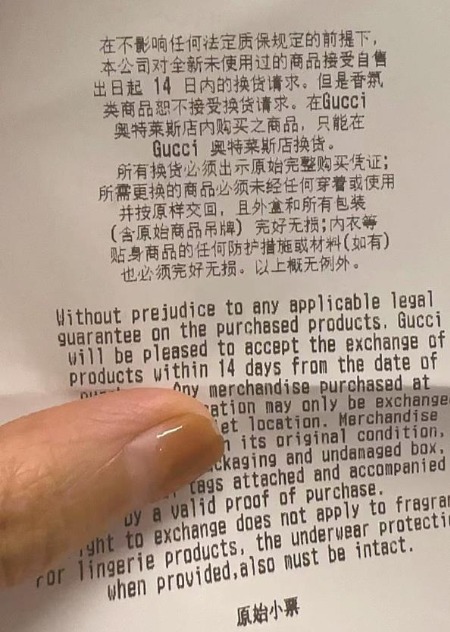 在不影响任何法定质保规定的前提下，
本公司对全新未使用过的商品接受自售
出日起 14 日内的换货请求。但是香氛
类商品恕不接受换货请求。在Gucci
奥特莱斯店内购买之商品，只能在
Gucci 奥特莱斯店换货。
所有换货必须出示原始完整购买凭证；
所需更换的商品必须未经任何穿着或使用
并按原样交回，且外盒和所有包装
(含原始商品吊牌) 完好无损；内衣等
贴身商品的任何防护措施或材料(如有)
也必须完好无损。以上概无例外。
Without prejudice to any applicable legal
guarantee on the purchased products. Gucci
will be pleased to accept the exchange of
products within 14 days from the date of
Any merchandise purchased at
may only be exchanged
location. Merchandise
its original condition,
and undamaged box,
tags attached and accompanied
by a valid proof of purchase.
to exchange does not apply to
For lingerie products, the underwear
when provided,also must be intact.
原始小票